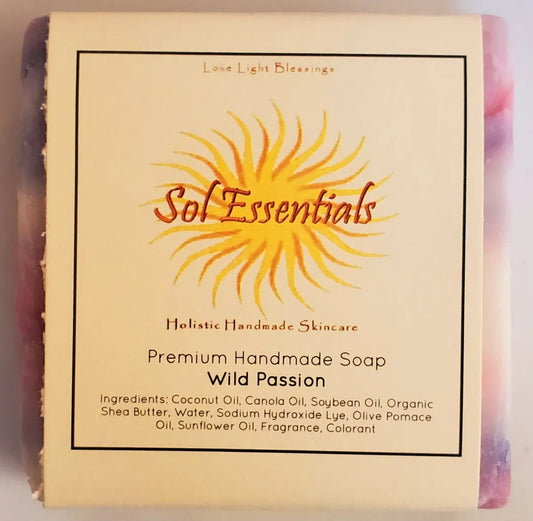 Love Light Blessings
Sol Essentials
Holistic Handmade Skincare
Premium Handmade Soap
Wild Passion
Ingredients: Coconut Oil, Canola Oil, Soybean Oil, Organic
Shea Butter, Water, Sodium Hydroxide Lye, Olive Pomace
Oil, Sunflower Oil, Fragrance, Colorant